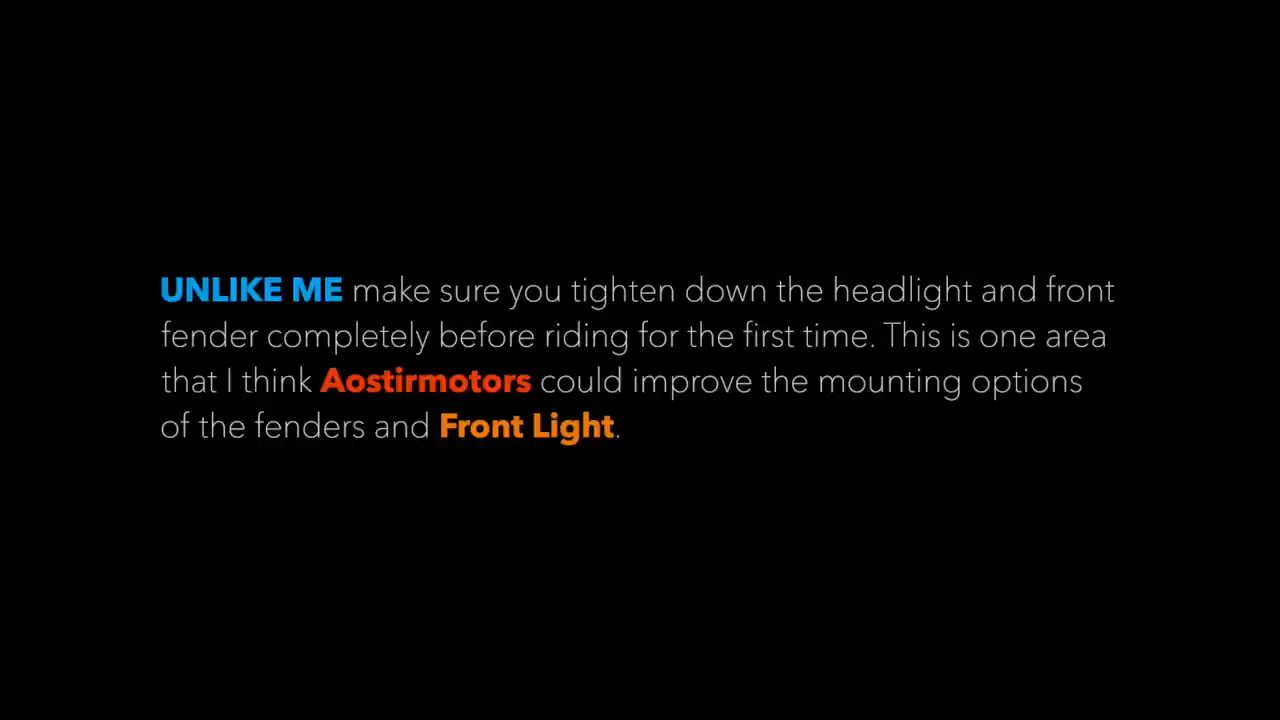 UNLIKE ME make sure you tighten down the headlight and front
fender completely before riding for the first time. This is one area
that I think Aostirmotors could improve the mounting options
of the fenders and Front Light.